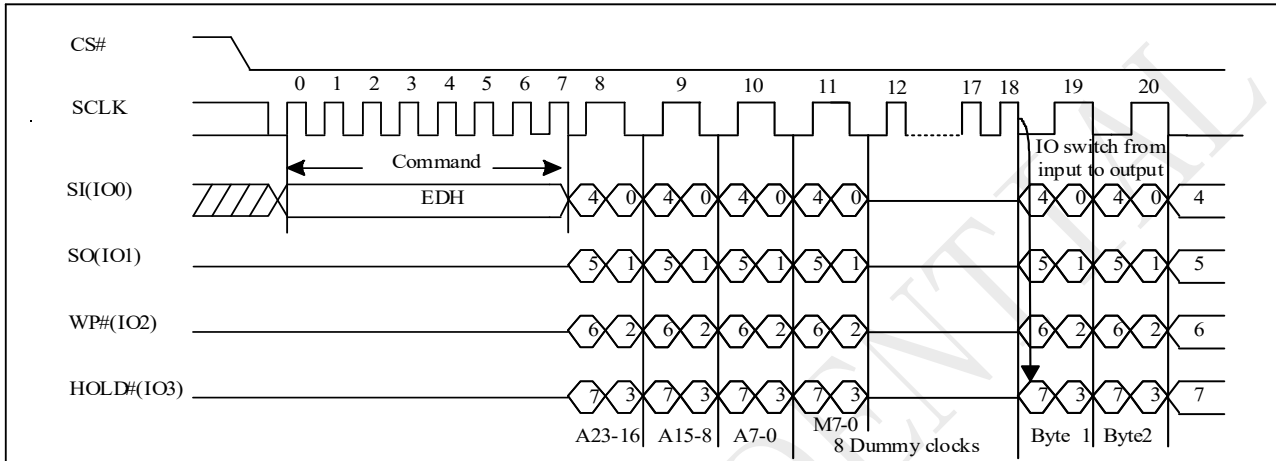 CS#
0 1 2 3 4 5 6 7 8 9 10 11 12 17 18 19 20
SCLK
IO switch from
input to output
Command
SI(IO0)
EDH
4 0 4 0 4 0 4 0 4 0 4 0 4
SO(IO1)
5 1 5 1 5 1 5 1 5 1 5 1 5
WP#(IO2)
6 2 6 2 6 2 6 2 6 2 6 2 6
HOLD#(IO3)
7 3 7 3 7 3 7 3 7 3 7 3 7
A23-16 A15-8 A7-0 M7-0 Byte 1 Byte2
8 Dummy clocks
DENTIAL